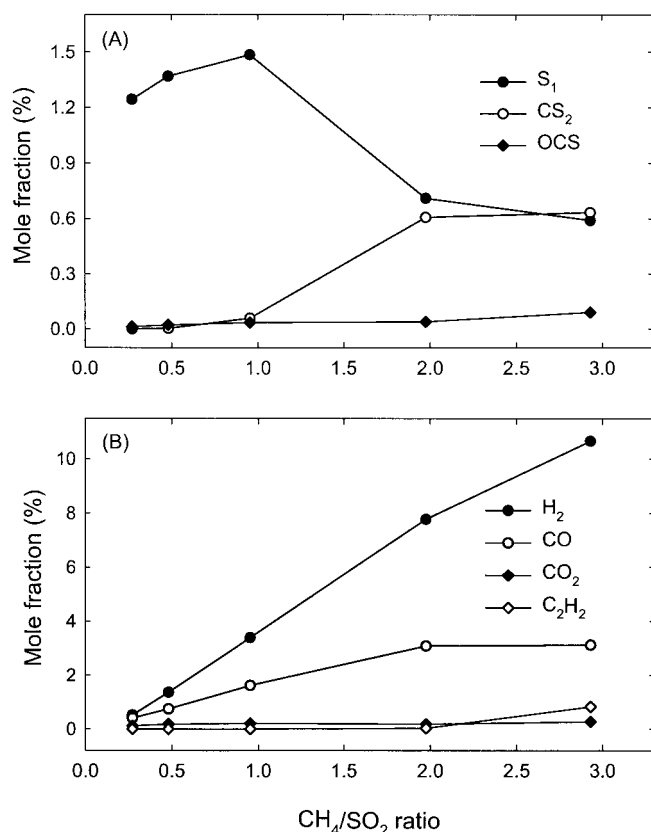 (A)
S₁
CS₂
OCS
Mole fraction (%)
1.5
1.2
0.9
0.6
0.3
0.0
0.0 0.5 1.0 1.5 2.0 2.5 3.0
(B)
H₂
CO
CO₂
C₂H₂
Mole fraction (%)
10
8
6
4
2
0
0.0 0.5 1.0 1.5 2.0 2.5 3.0
CH₄/SO₂ ratio